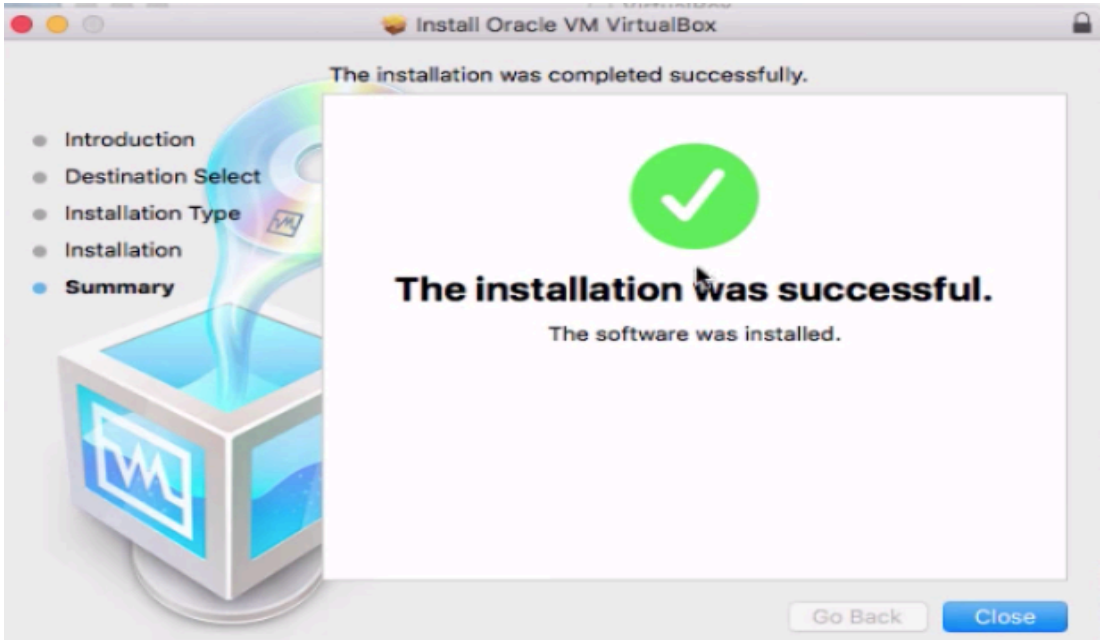 Install Oracle VM VirtualBox
The installation was completed successfully.
Introduction
Destination Select
Installation Type
Installation
Summary
The installation was successful.
The software was installed.
Go Back
Close